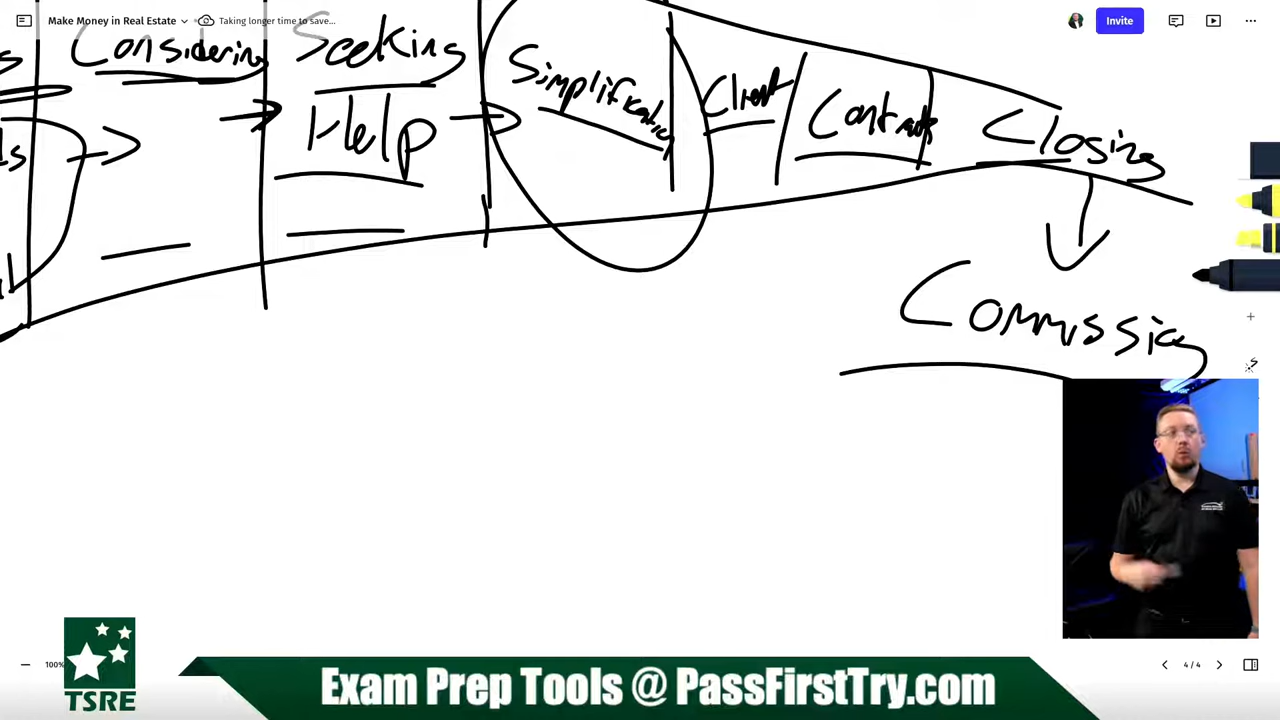 Make Money in Real Estate
Taking longer time to save...
Invite
Considering
Seeking
Help
Simplification
Client
Contract
Closing
Commission
100%
4 / 4
TSRE
Exam Prep Tools @ PassFirstTry.com